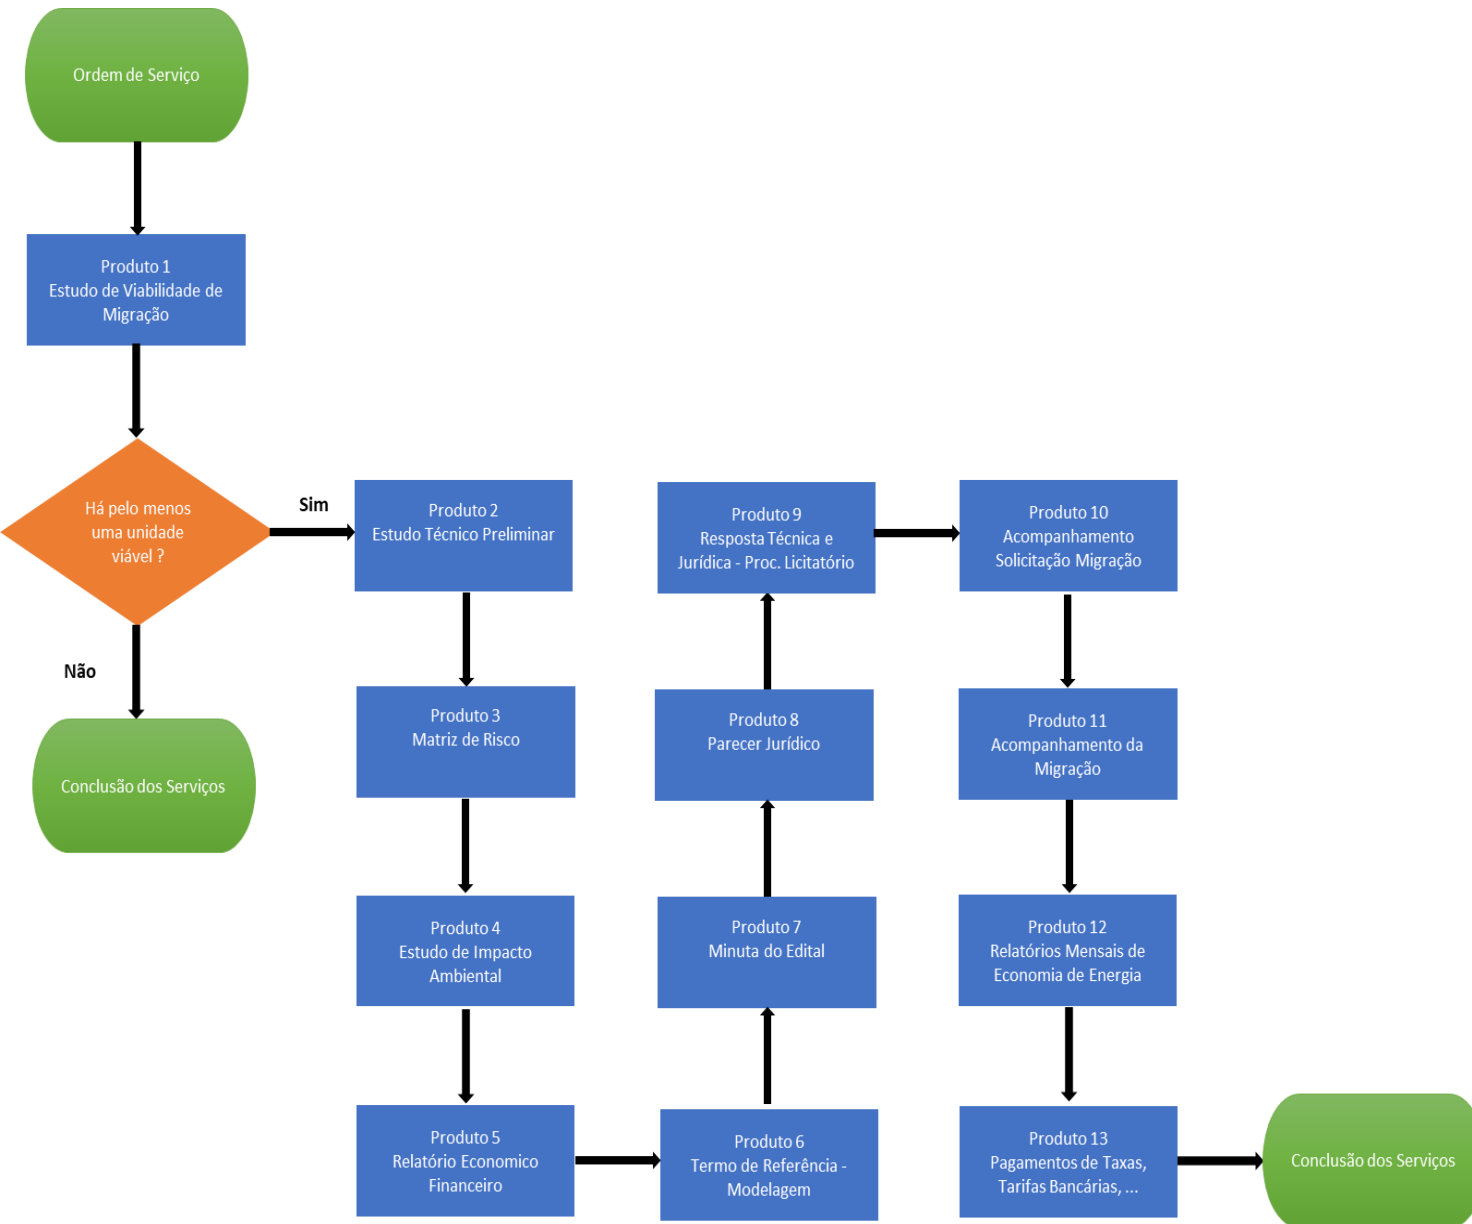 Ordem de Serviço
Produto 1
Estudo de Viabilidade de
Migração
Há pelo menos
uma unidade
viável ?
Sim
Não
Conclusão dos Serviços
Produto 2
Estudo Técnico Preliminar
Produto 3
Matriz de Risco
Produto 4
Estudo de Impacto
Ambiental
Produto 5
Relatório Economico
Financeiro
Produto 6
Termo de Referência -
Modelagem
Produto 7
Minuta do Edital
Produto 8
Parecer Jurídico
Produto 9
Resposta Técnica e
Jurídica - Proc. Licitatório
Produto 10
Acompanhamento
Solicitação Migração
Produto 11
Acompanhamento da
Migração
Produto 12
Relatórios Mensais de
Economia de Energia
Produto 13
Pagamentos de Taxas,
Tarifas Bancárias, ...
Conclusão dos Serviços